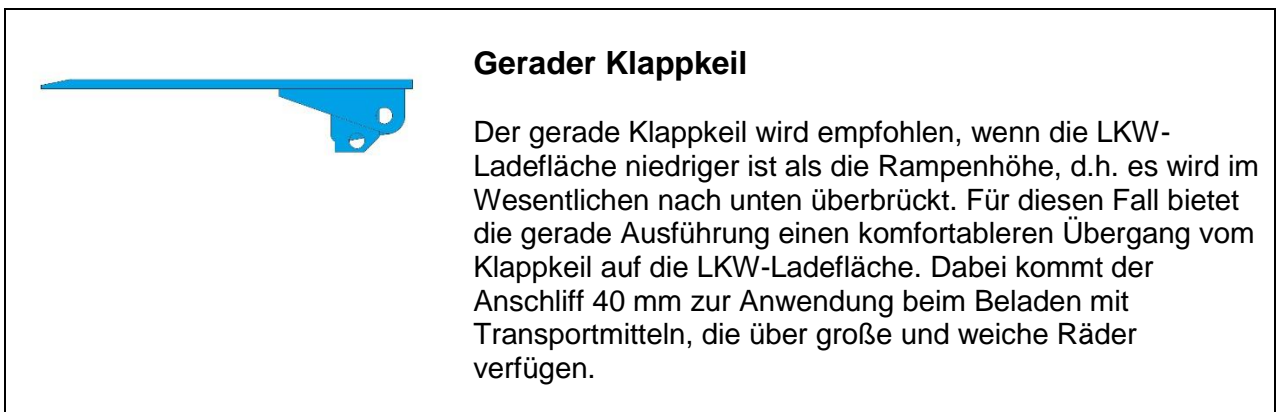 Gerader Klappkeil
Der gerade Klappkeil wird empfohlen, wenn die LKW-
Ladefläche niedriger ist als die Rampenhöhe, d.h. es wird im
Wesentlichen nach unten überbrückt. Für diesen Fall bietet
die gerade Ausführung einen komfortableren Übergang vom
Klappkeil auf die LKW-Ladefläche. Dabei kommt der
Anschliff 40 mm zur Anwendung beim Beladen mit
Transportmitteln, die über große und weiche Räder
verfügen.